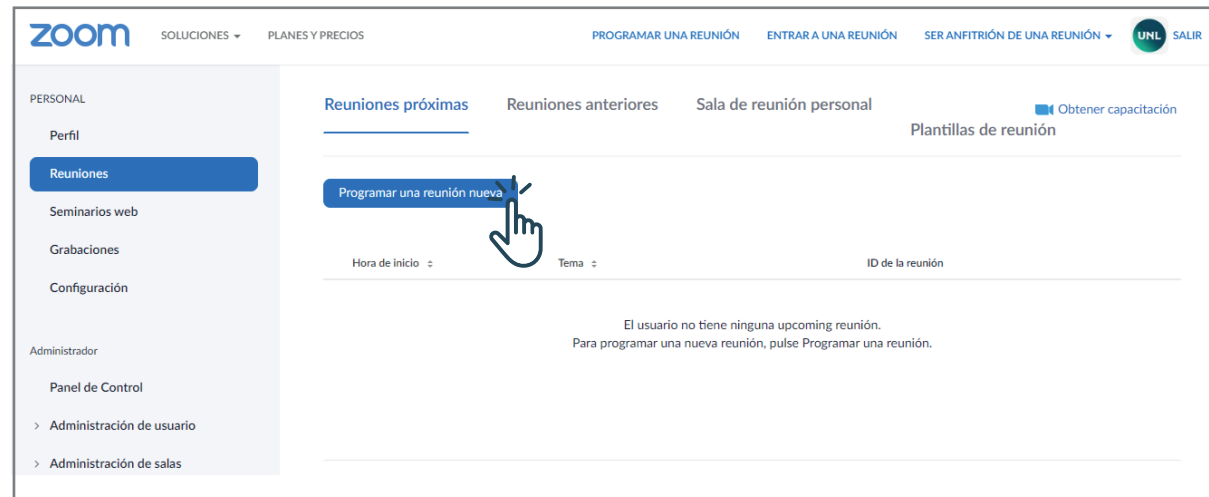 zoom SOLUCIONES PLANES Y PRECIOS PROGRAMAR UNA REUNIÓN ENTRAR A UNA REUNIÓN SER ANFITRIÓN DE UNA REUNIÓN UNL SALIR
PERSONAL
Perfil
Reuniones
Seminarios web
Grabaciones
Configuración
Administrador
Panel de Control
Administración de usuario
Administración de salas
Reuniones próximas Reuniones anteriores Sala de reunión personal
Obtener capacitación
Plantillas de reunión
Programar una reunión nueva
Hora de inicio Tema ID de la reunión
El usuario no tiene ninguna upcoming reunión.
Para programar una nueva reunión, pulse Programar una reunión.